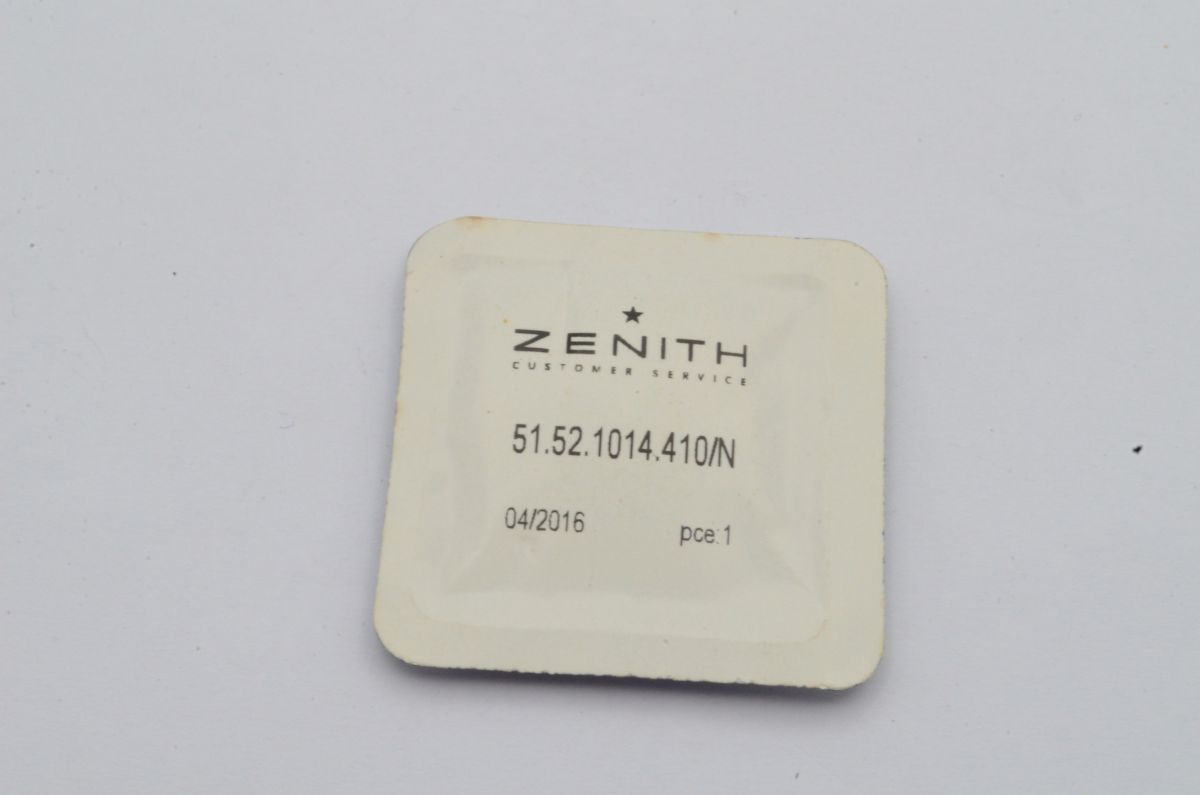 ZENITH
CUSTOMER SERVICE
51.52.1014.410/N
04/2016 pce:1